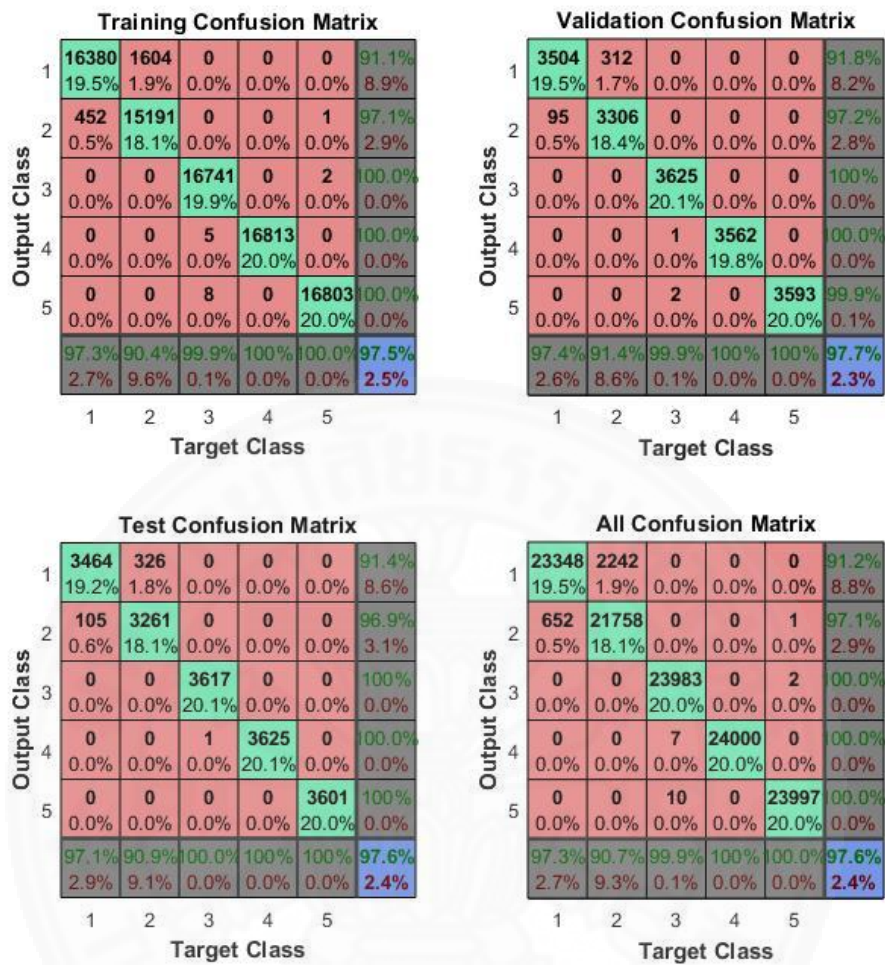 Training Confusion Matrix
1 16380 1604 0 0 0 91.1%
19.5% 1.9% 0.0% 0.0% 0.0% 8.9%
2 452 15191 0 0 1 97.1%
0.5% 18.1% 0.0% 0.0% 0.0% 2.9%
3 0 0 16741 0 2 100.0%
0.0% 0.0% 19.9% 0.0% 0.0% 0.0%
4 0 0 5 16813 0 100.0%
0.0% 0.0% 0.0% 20.0% 0.0% 0.0%
5 0 0 8 0 16803 100.0%
0.0% 0.0% 0.0% 0.0% 20.0% 0.0%
97.3% 90.4% 99.9% 100% 100.0% 97.5%
2.7% 9.6% 0.1% 0.0% 0.0% 2.5%
1 2 3 4 5
Target Class
Output Class
Validation Confusion Matrix
1 3504 312 0 0 0 91.8%
19.5% 1.7% 0.0% 0.0% 0.0% 8.2%
2 95 3306 0 0 0 97.2%
0.5% 18.4% 0.0% 0.0% 0.0% 2.8%
3 0 0 3625 0 0 100%
0.0% 0.0% 20.1% 0.0% 0.0% 0.0%
4 0 0 1 3562 0 100.0%
0.0% 0.0% 0.0% 19.8% 0.0% 0.0%
5 0 0 2 0 3593 99.9%
0.0% 0.0% 0.0% 0.0% 20.0% 0.1%
97.4% 91.4% 99.9% 100% 100% 97.7%
2.6% 8.6% 0.1% 0.0% 0.0% 2.3%
1 2 3 4 5
Target Class
Output Class
Test Confusion Matrix
1 3464 326 0 0 0 91.4%
19.2% 1.8% 0.0% 0.0% 0.0% 8.6%
2 105 3261 0 0 0 96.9%
0.6% 18.1% 0.0% 0.0% 0.0% 3.1%
3 0 0 3617 0 0 100%
0.0% 0.0% 20.1% 0.0% 0.0% 0.0%
4 0 0 1 3625 0 100.0%
0.0% 0.0% 0.0% 20.1% 0.0% 0.0%
5 0 0 0 0 3601 100%
0.0% 0.0% 0.0% 0.0% 20.0% 0.0%
97.1% 90.9% 100.0% 100% 100% 97.6%
2.9% 9.1% 0.0% 0.0% 0.0% 2.4%
1 2 3 4 5
Target Class
Output Class
All Confusion Matrix
1 23348 2242 0 0 0 91.2%
19.5% 1.9% 0.0% 0.0% 0.0% 8.8%
2 652 21758 0 0 1 97.1%
0.5% 18.1% 0.0% 0.0% 0.0% 2.9%
3 0 0 23983 0 2 100.0%
0.0% 0.0% 20.0% 0.0% 0.0% 0.0%
4 0 0 7 24000 0 100.0%
0.0% 0.0% 0.0% 20.0% 0.0% 0.0%
5 0 0 10 0 23997 100.0%
0.0% 0.0% 0.0% 0.0% 20.0% 0.0%
97.3% 90.7% 99.9% 100% 100.0% 97.6%
2.7% 9.3% 0.1% 0.0% 0.0% 2.4%
1 2 3 4 5
Target Class
Output Class